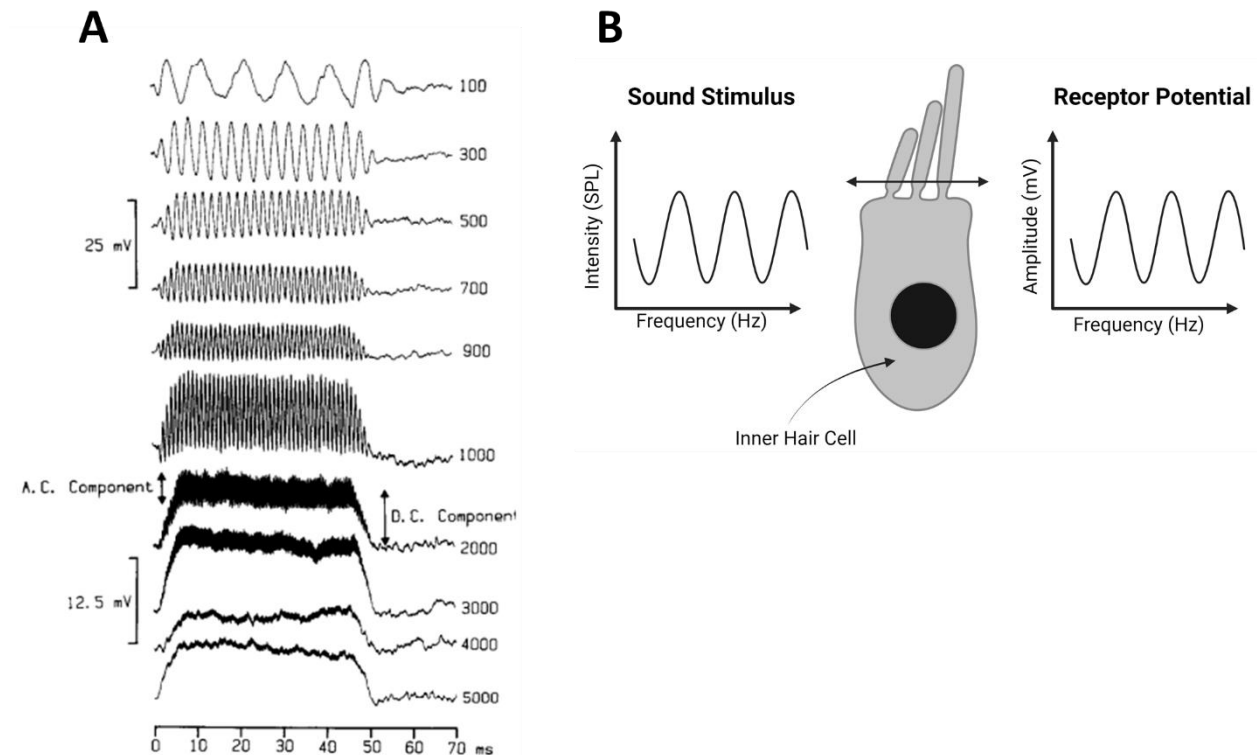 A
100
300
500
25 mV
700
900
1000
A.C. Component
D.C. Component
2000
12.5 mV
3000
4000
5000
0 10 20 30 40 50 60 70 ms
B
Sound Stimulus
Intensity (SPL)
Frequency (Hz)
Inner Hair Cell
Receptor Potential
Amplitude (mV)
Frequency (Hz)